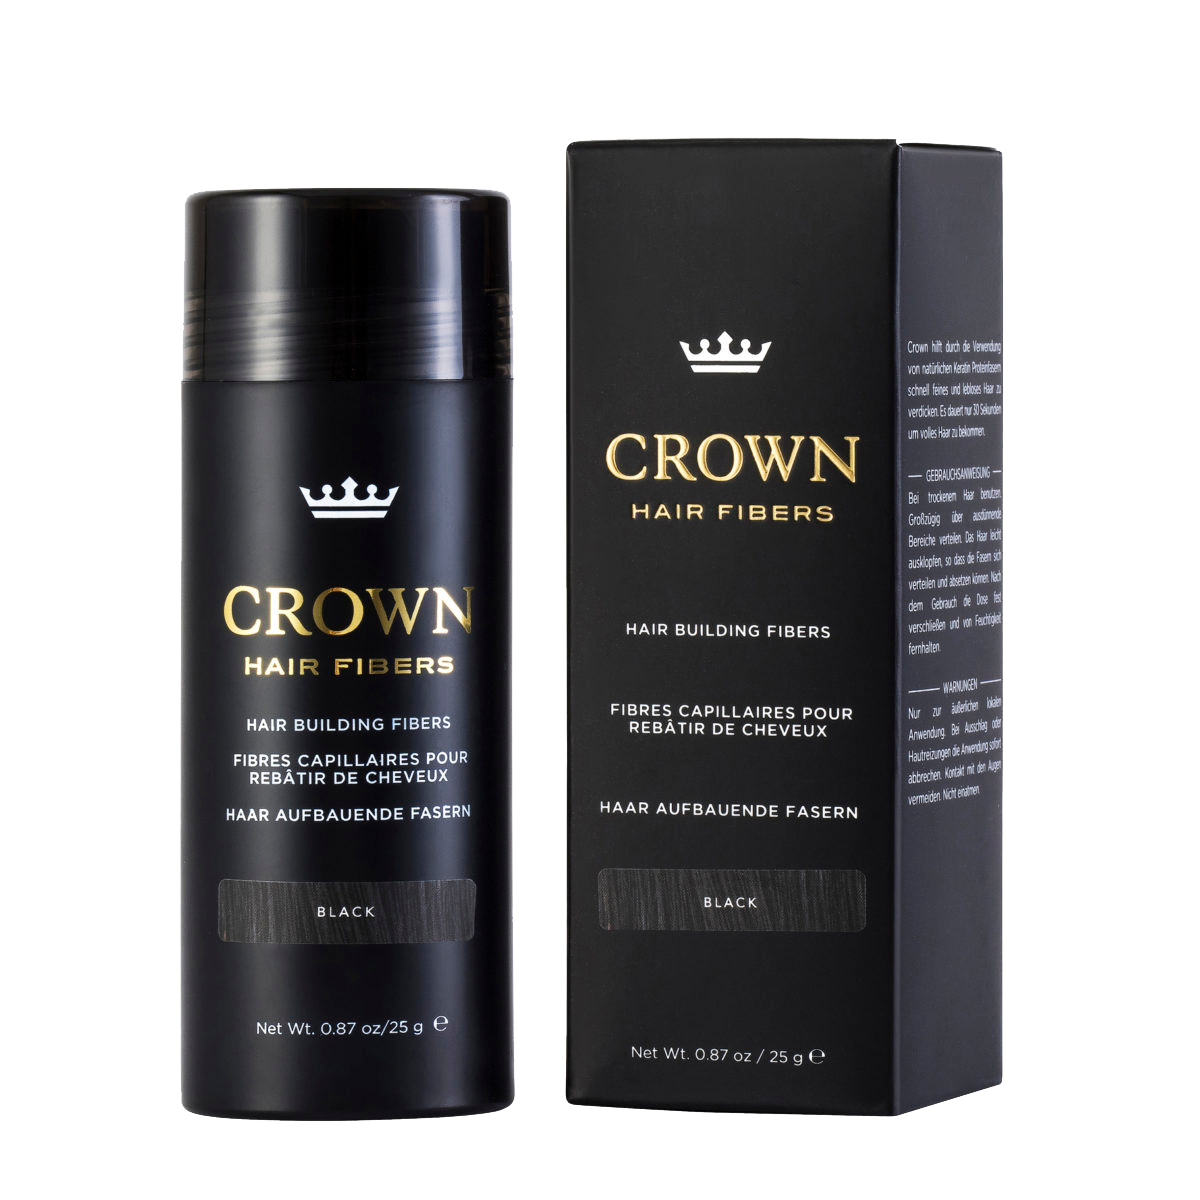 CROWN
HAIR FIBERS
HAIR BUILDING FIBERS
FIBRES CAPILLAIRES POUR
REBÂTIR DE CHEVEUX
HAAR AUFBAUENDE FASERN
BLACK
Net Wt. 0.87 oz/25 g ℮
CROWN
HAIR FIBERS
HAIR BUILDING FIBERS
FIBRES CAPILLAIRES POUR
REBÂTIR DE CHEVEUX
HAAR AUFBAUENDE FASERN
BLACK
Net Wt. 0.87 oz / 25 g ℮
Crown hilft durch die Verwendung
von natürlichen Keratin Proteinfasern
schnell feines und lebloses Haar zu
verdicken. Es dauert nur 30 Sekunden
um volles Haar zu bekommen.
GEBRAUCHSANWEISUNG
Bei trockenem Haar benutzen.
Großzügig über ausdünnende
Bereiche verteilen. Das Haar leicht
ausklopfen, so dass die Fasern sich
verteilen und absetzen können. Nach
dem Gebrauch die Dose fest
verschließen und von Feuchtigkeit
fernhalten.
WARNUNGEN
Nur zur äußerlichen lokalen
Anwendung. Bei Ausschlag oder
Hautreizungen die Anwendung sofort
abbrechen. Kontakt mit den Augen
vermeiden. Nicht einatmen.